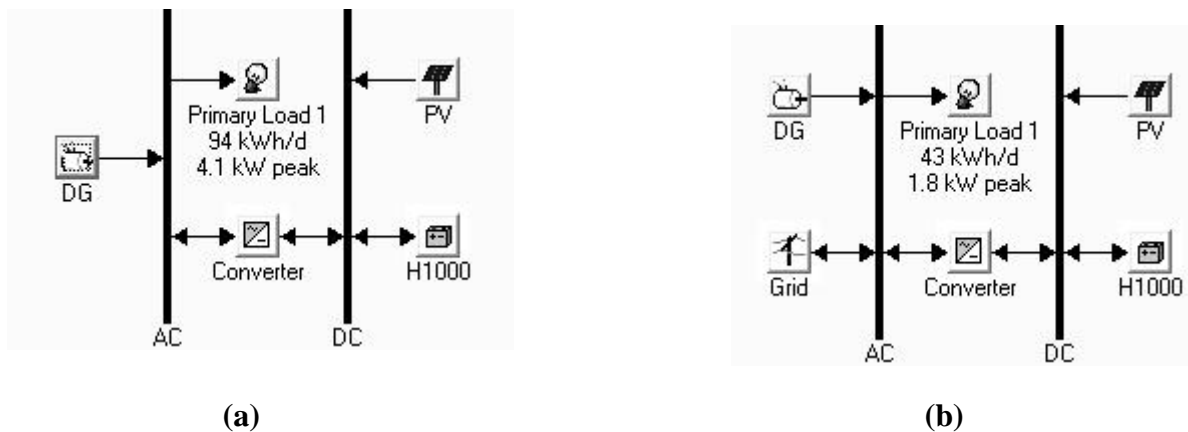 Primary Load 1
94 kWh/d
4.1 kW peak
PV
DG
Converter
H1000
AC
DC
(a)
DG
Primary Load 1
43 kWh/d
1.8 kW peak
PV
Grid
Converter
H1000
AC
DC
(b)